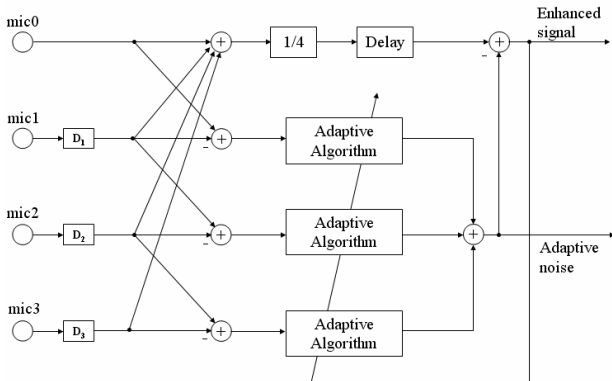 mic0
+
1/4
Delay
-
+
Enhanced
signal
mic1
D1
-
+
Adaptive
Algorithm
mic2
D2
-
+
Adaptive
Algorithm
+
Adaptive
noise
mic3
D3
-
+
Adaptive
Algorithm